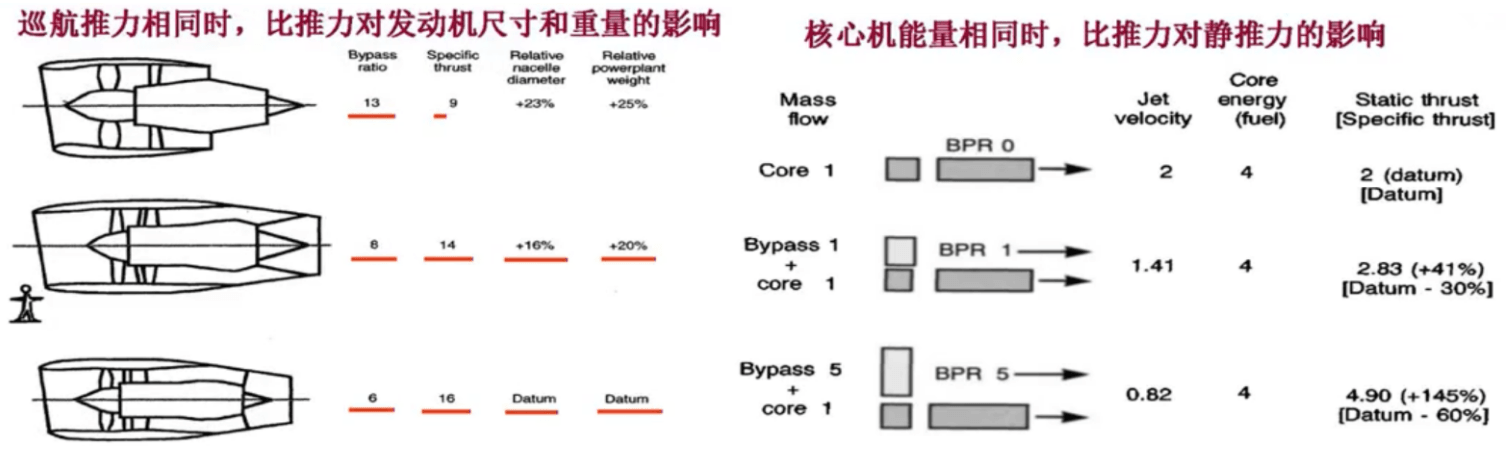 巡航推力相同时，比推力对发动机尺寸和重量的影响
Bypass ratio
Specific thrust
Relative nacelle diameter
Relative powerplant weight
13 9 +23% +25%
8 14 +16% +20%
6 16 Datum Datum
核心机能量相同时，比推力对静推力的影响
Mass flow
Jet velocity
Core energy (fuel)
Static thrust [Specific thrust]
BPR 0
Core 1
2 4 2 (datum)
[Datum]
Bypass 1
+
core 1
BPR 1
1.41 4 2.83 (+41%)
[Datum - 30%]
Bypass 5
+
core 1
BPR 5
0.82 4 4.90 (+145%)
[Datum - 60%]